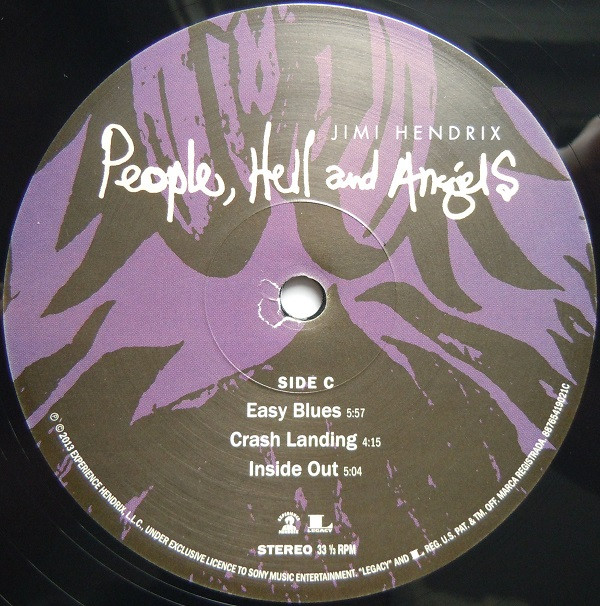 JIMI HENDRIX
People, Hell and Angels
SIDE C
Easy Blues 5:57
Crash Landing 4:15
Inside Out 5:04
LEGACY
STEREO 33 ⅓ RPM
℗ © 2013 EXPERIENCE HENDRIX, L.L.C., UNDER EXCLUSIVE LICENCE TO SONY MUSIC ENTERTAINMENT. "LEGACY" AND L REG. U.S. PAT. & TM. OFF. MARCA REGISTRADA. 88765419021C